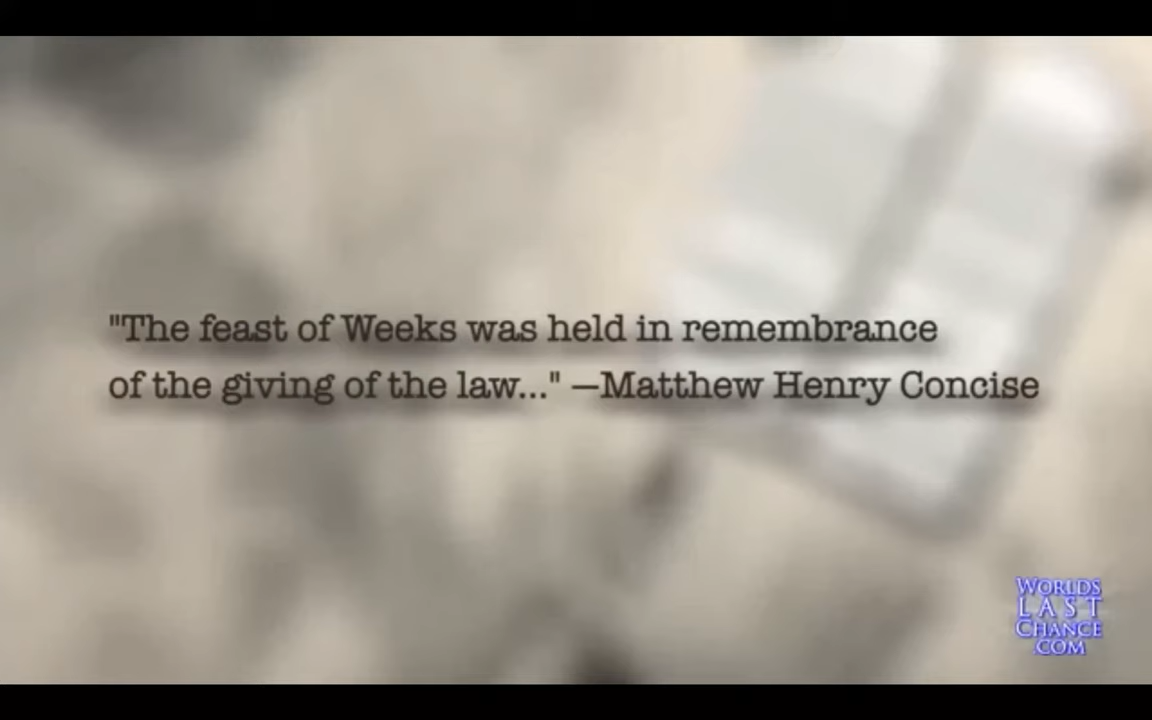 "The feast of Weeks was held in remembrance
of the giving of the law..." —Matthew Henry Concise
WORLDS
LAST
CHANCE
.COM